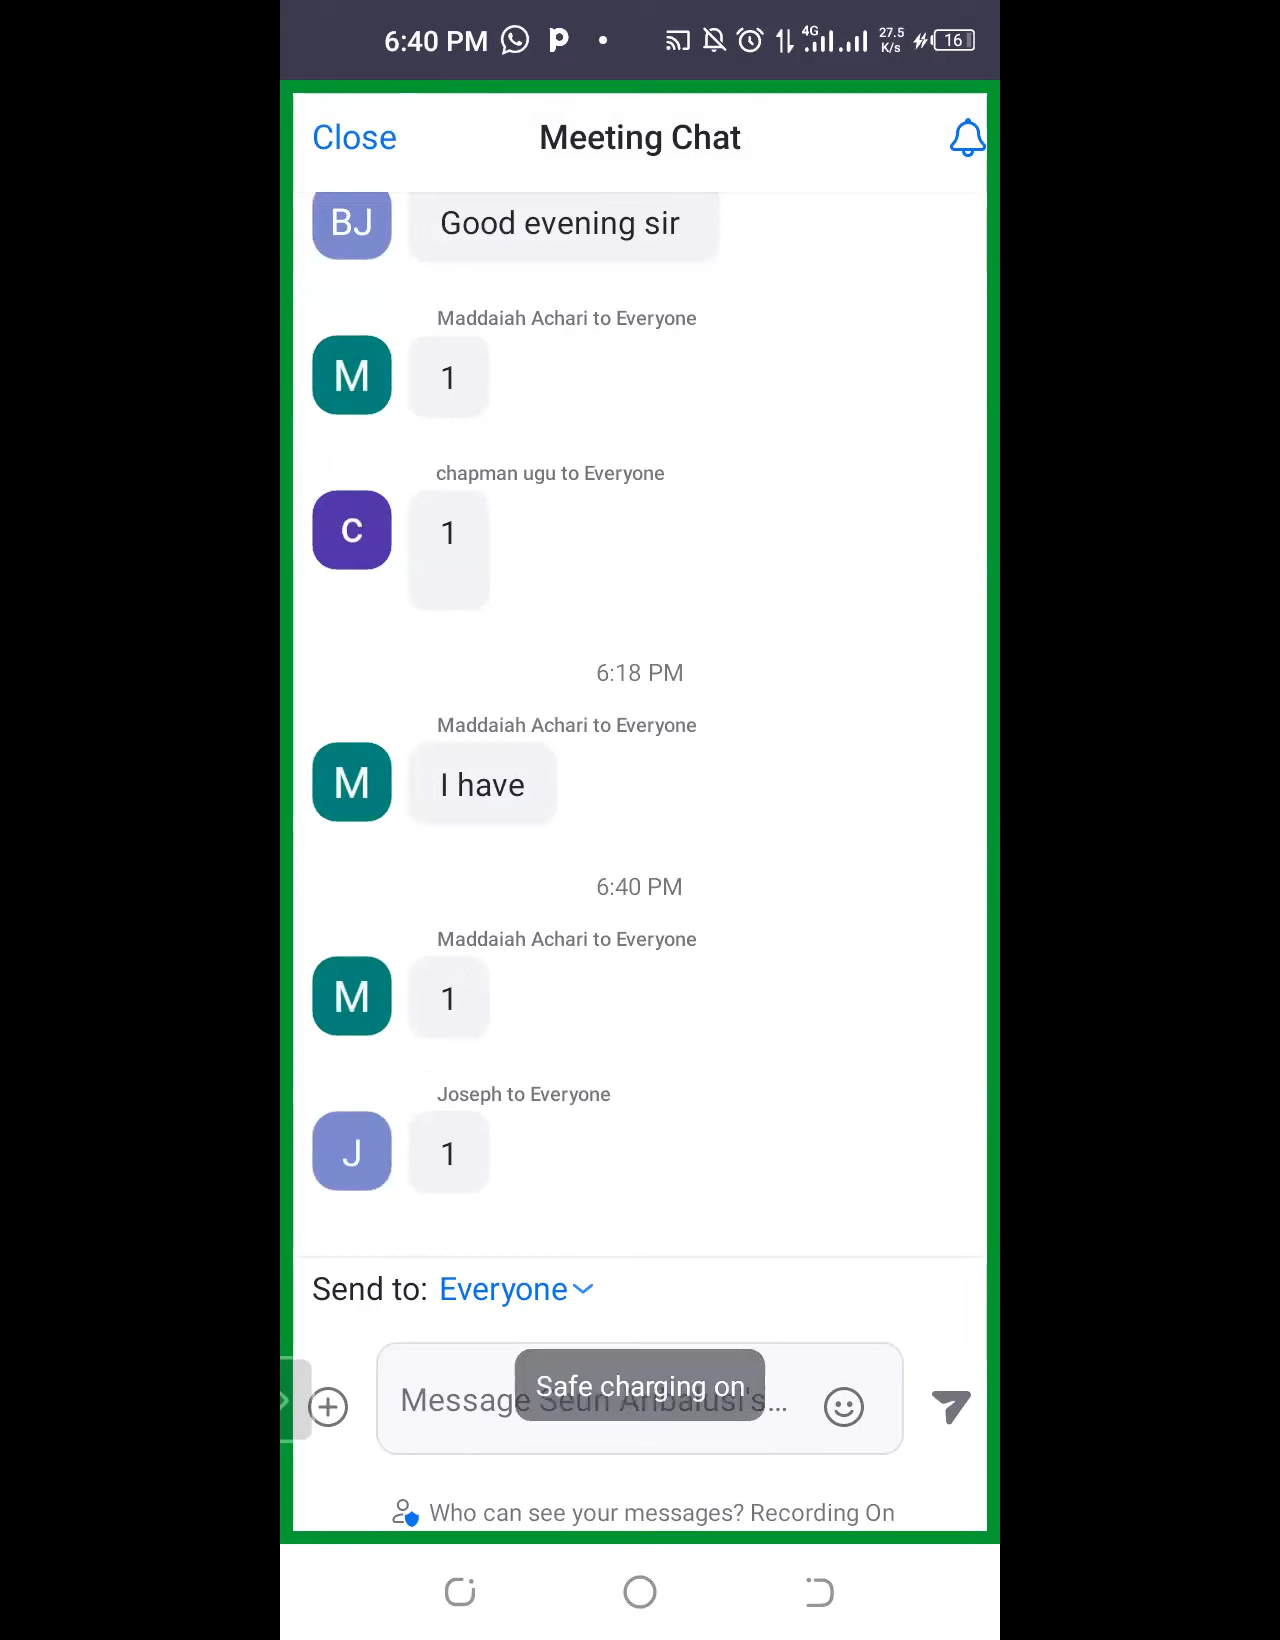 6:40 PM
4G
27.5 K/s
16
Close
Meeting Chat
BJ
Good evening sir
Maddaiah Achari to Everyone
M
1
chapman ugu to Everyone
C
1
6:18 PM
Maddaiah Achari to Everyone
M
I have
6:40 PM
Maddaiah Achari to Everyone
M
1
Joseph to Everyone
J
1
Send to: Everyone
Message Seun Aribalusi's...
Safe charging on
Who can see your messages? Recording On